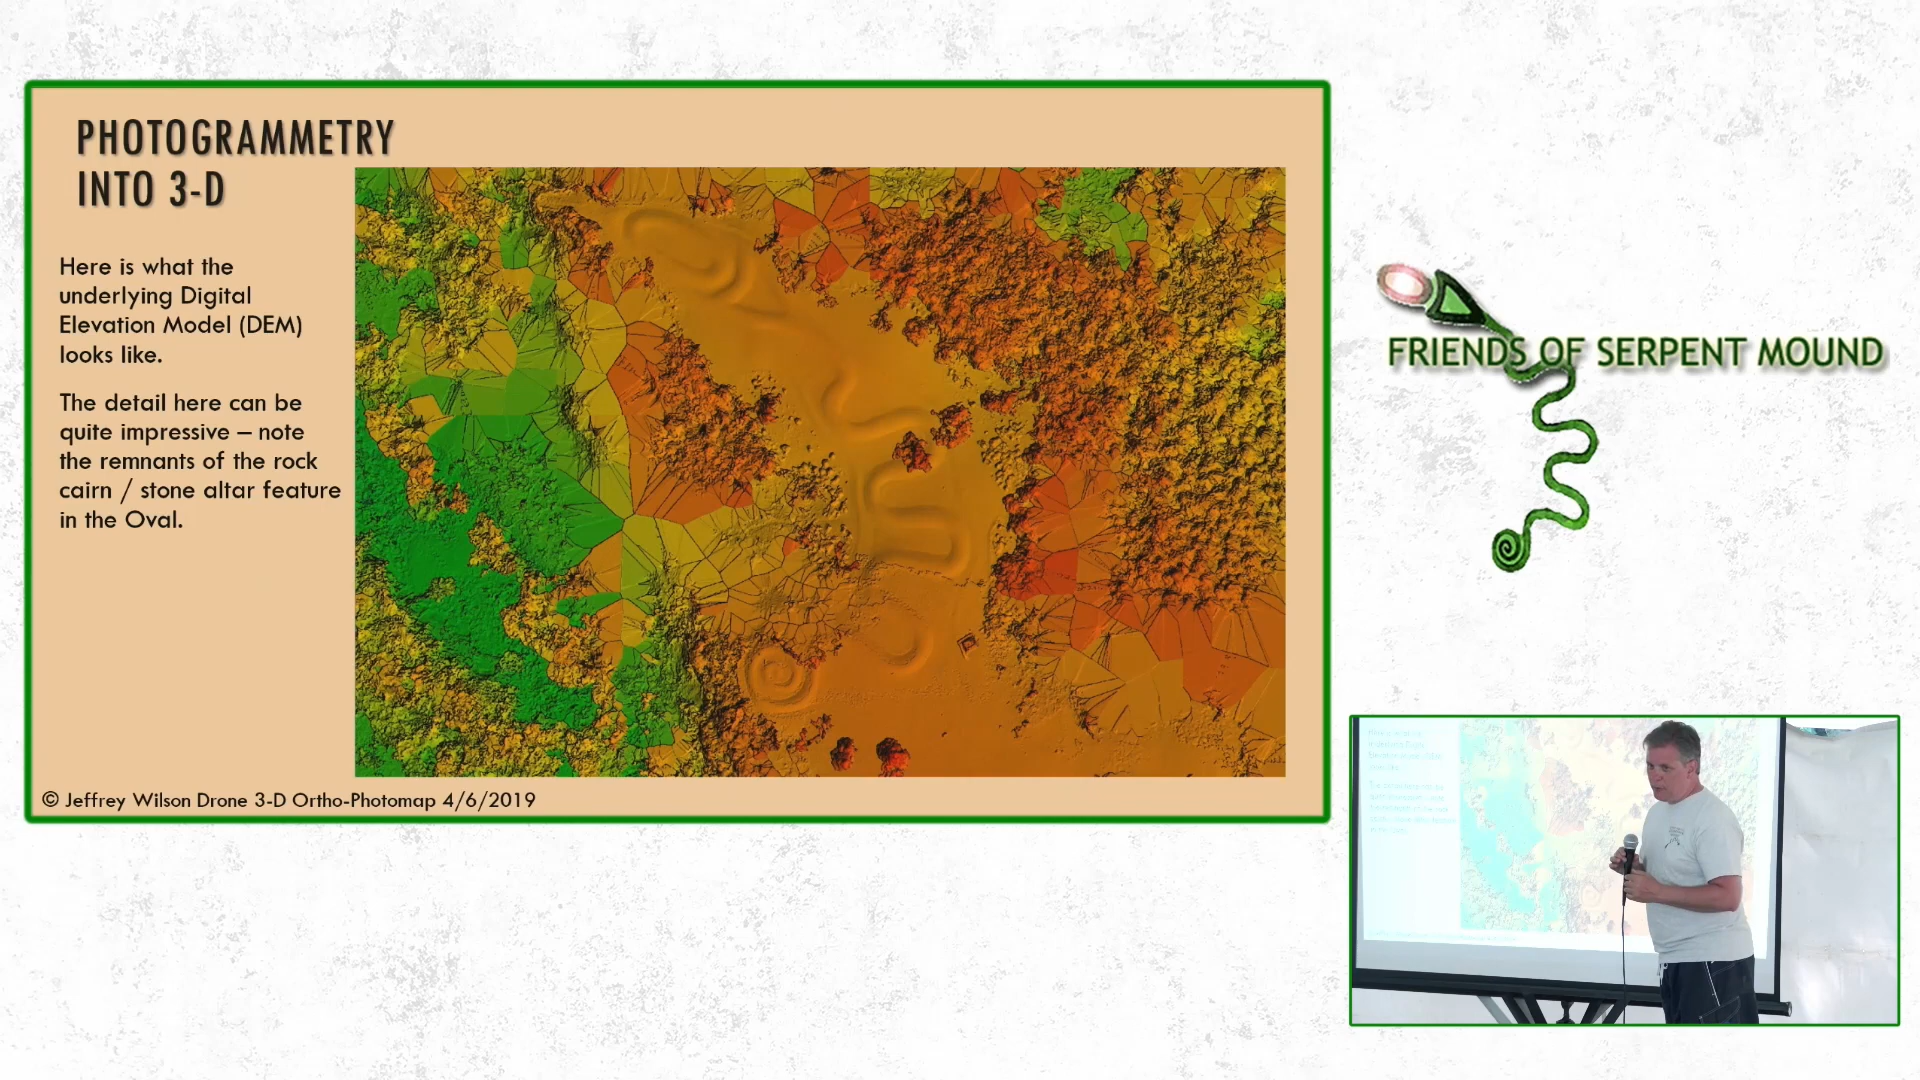 PHOTOGRAMMETRY
INTO 3-D
Here is what the
underlying Digital
Elevation Model (DEM)
looks like.
The detail here can be
quite impressive – note
the remnants of the rock
cairn / stone altar feature
in the Oval.
© Jeffrey Wilson Drone 3-D Ortho-Photomap 4/6/2019
FRIENDS OF SERPENT MOUND